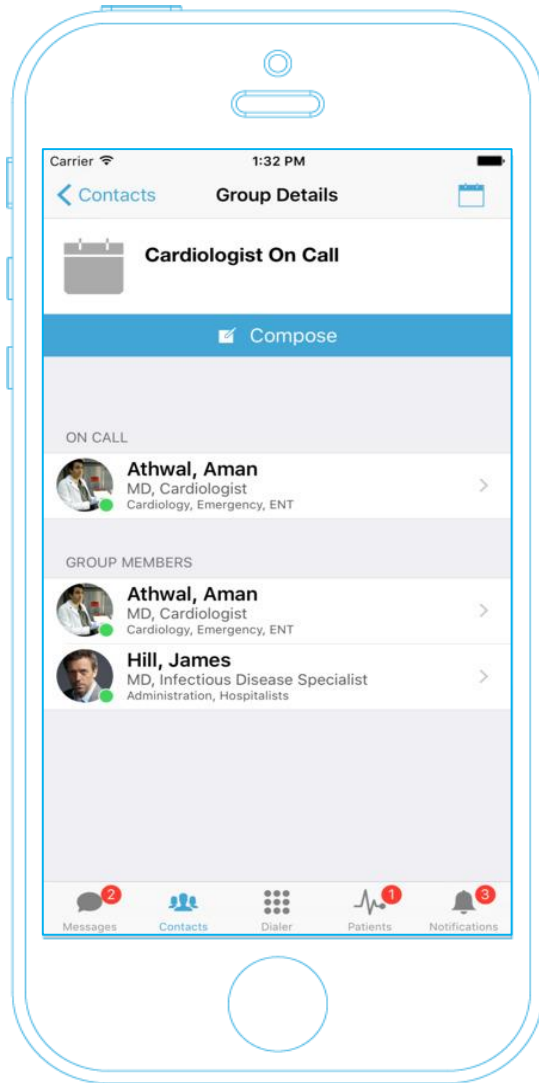 Carrier 1:32 PM
Contacts Group Details
Cardiologist On Call
Compose
ON CALL
Athwal, Aman
MD, Cardiologist
Cardiology, Emergency, ENT
GROUP MEMBERS
Athwal, Aman
MD, Cardiologist
Cardiology, Emergency, ENT
Hill, James
MD, Infectious Disease Specialist
Administration, Hospitalists
2 1 3
Messages Contacts Dialer Patients Notifications